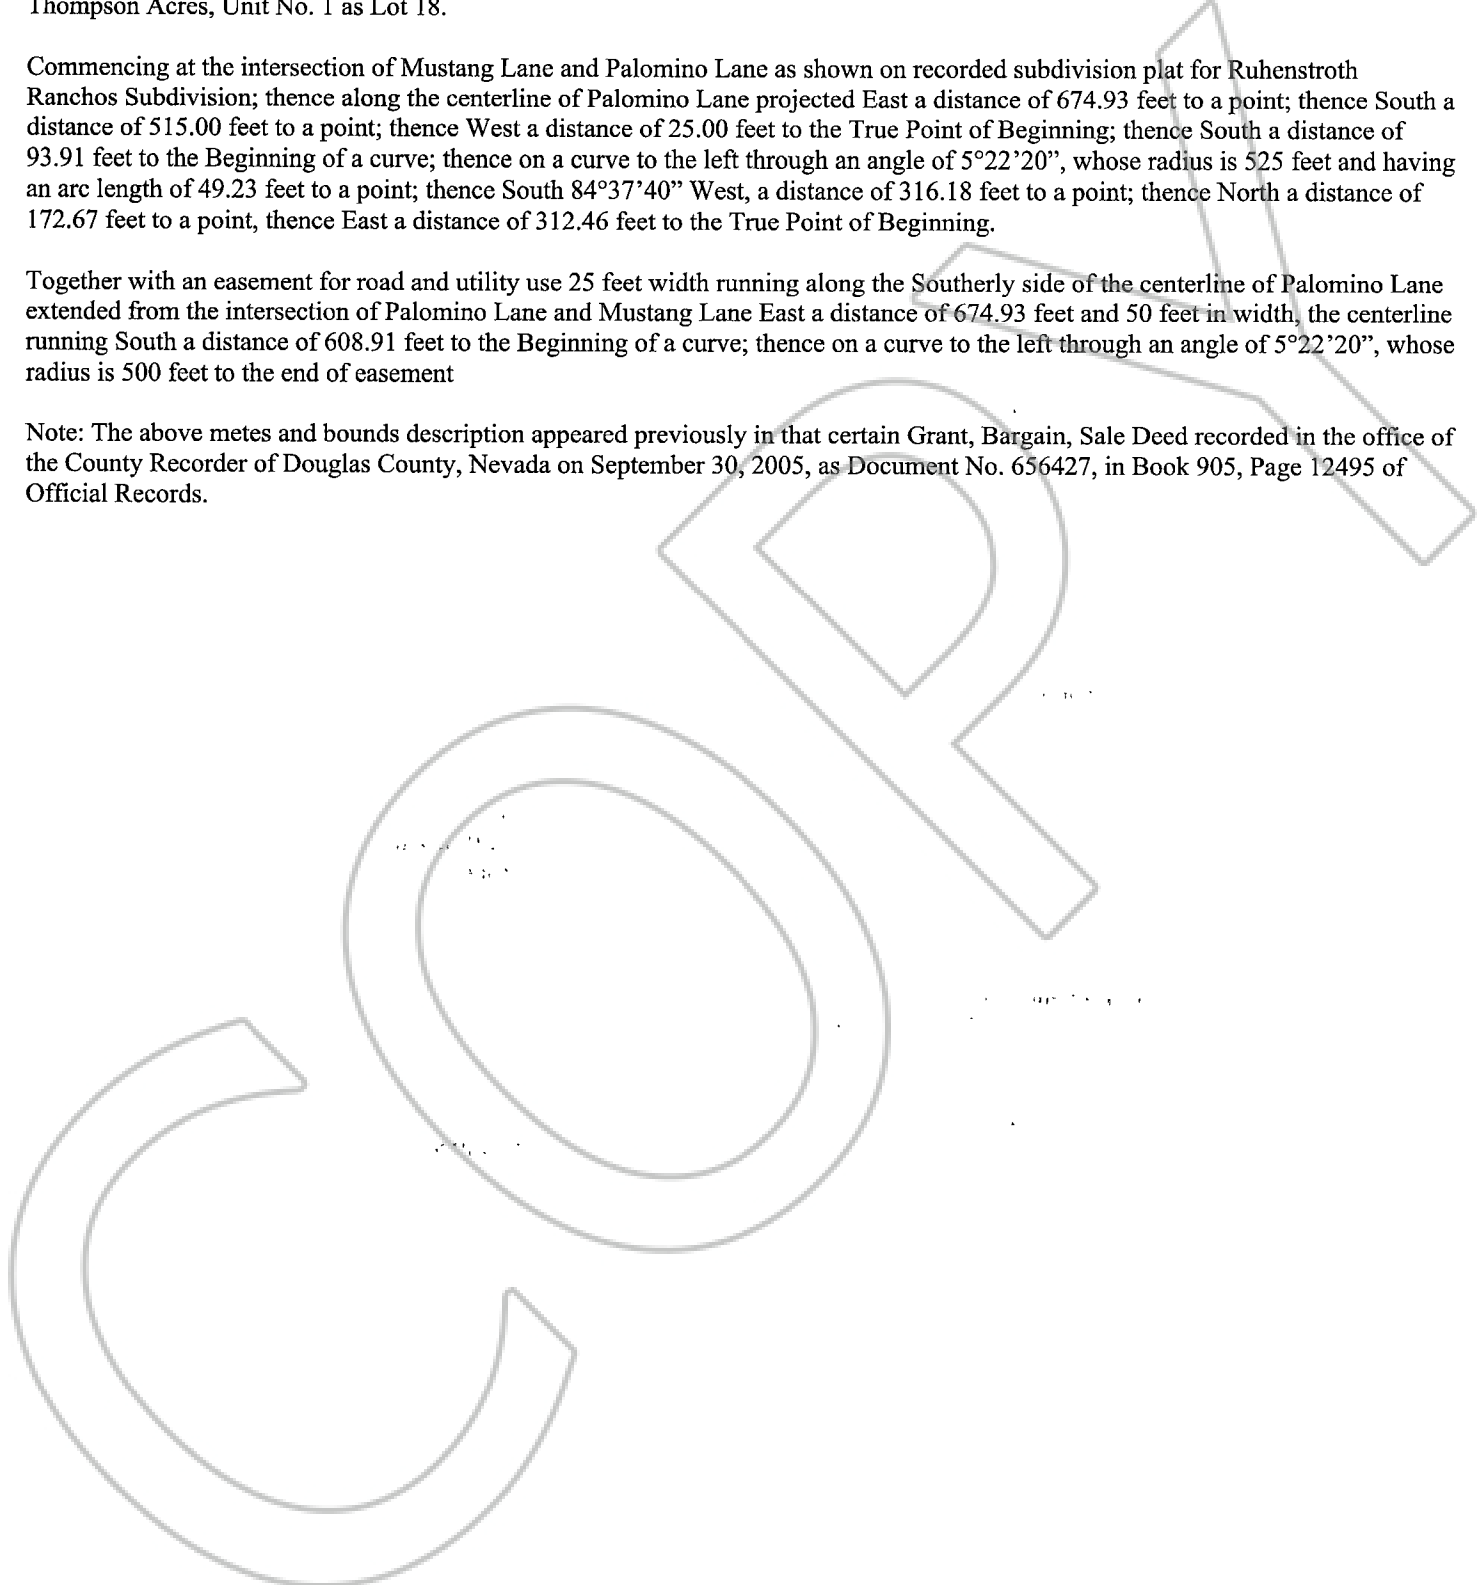 Thompson Acres, Unit No. 1 as Lot 18.
Commencing at the intersection of Mustang Lane and Palomino Lane as shown on recorded subdivision plat for Ruhenstroth
Ranchos Subdivision; thence along the centerline of Palomino Lane projected East a distance of 674.93 feet to a point; thence South a
distance of 515.00 feet to a point; thence West a distance of 25.00 feet to the True Point of Beginning; thence South a distance of
93.91 feet to the Beginning of a curve; thence on a curve to the left through an angle of 5°22’20”, whose radius is 525 feet and having
an arc length of 49.23 feet to a point; thence South 84°37’40” West, a distance of 316.18 feet to a point; thence North a distance of
172.67 feet to a point, thence East a distance of 312.46 feet to the True Point of Beginning.
Together with an easement for road and utility use 25 feet width running along the Southerly side of the centerline of Palomino Lane
extended from the intersection of Palomino Lane and Mustang Lane East a distance of 674.93 feet and 50 feet in width, the centerline
running South a distance of 608.91 feet to the Beginning of a curve; thence on a curve to the left through an angle of 5°22’20”, whose
radius is 500 feet to the end of easement
Note: The above metes and bounds description appeared previously in that certain Grant, Bargain, Sale Deed recorded in the office of
the County Recorder of Douglas County, Nevada on September 30, 2005, as Document No. 656427, in Book 905, Page 12495 of
Official Records.
COPY